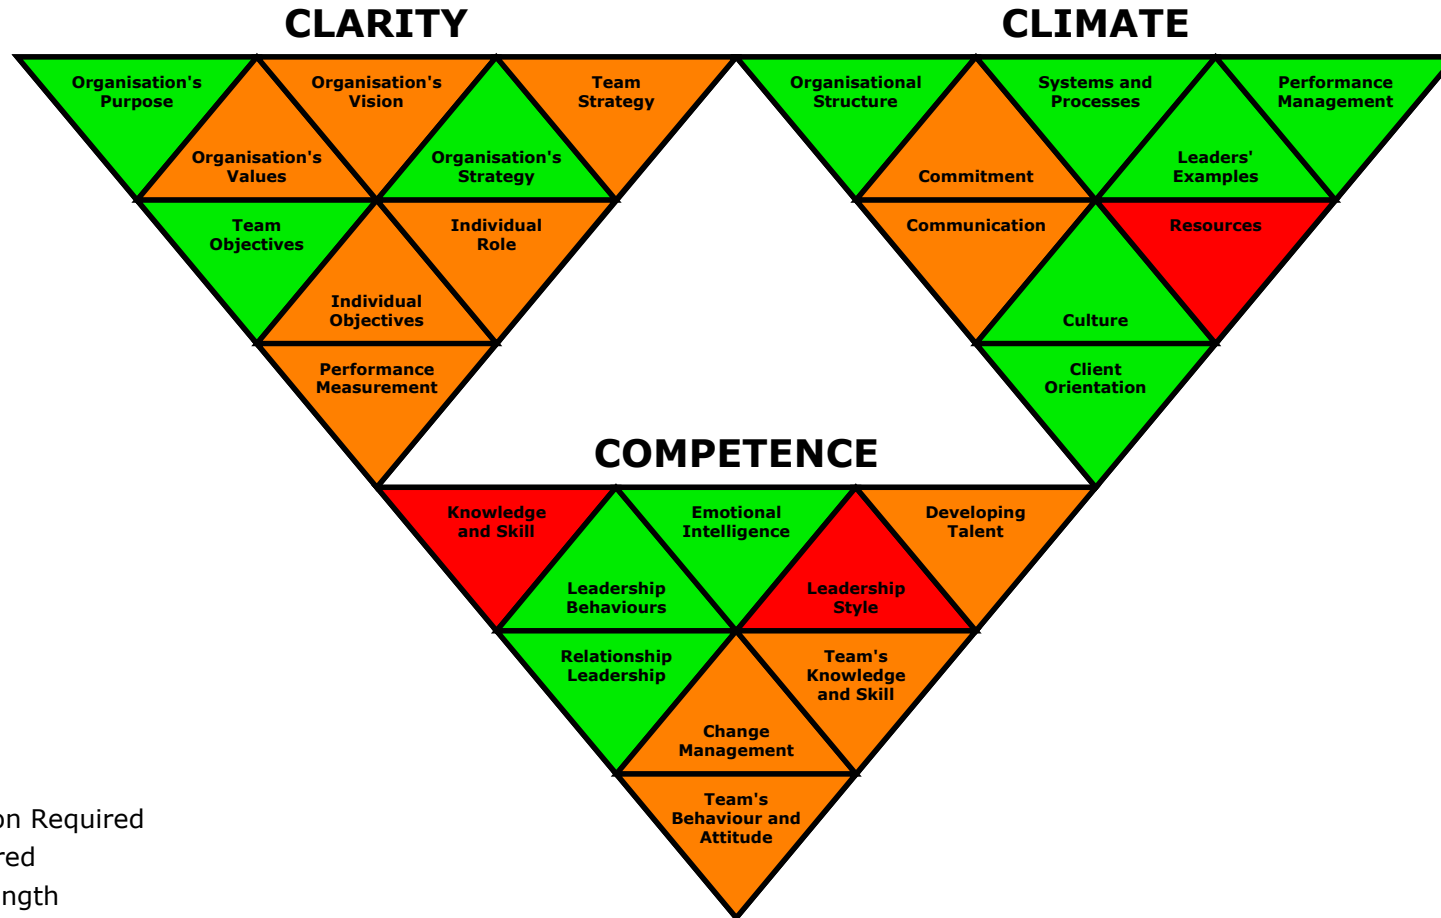 CLARITY
CLIMATE
Organisation's
Purpose
Organisation's
Vision
Team
Strategy
Organisation's
Values
Organisation's
Strategy
Team
Objectives
Individual
Role
Individual
Objectives
Performance
Measurement
Organisational
Structure
Systems and
Processes
Performance
Management
Commitment
Leaders'
Examples
Communication
Resources
Culture
Client
Orientation
COMPETENCE
Knowledge
and Skill
Emotional
Intelligence
Developing
Talent
Leadership
Behaviours
Leadership
Style
Relationship
Leadership
Team's
Knowledge
and Skill
Change
Management
Team's
Behaviour and
Attitude
Required